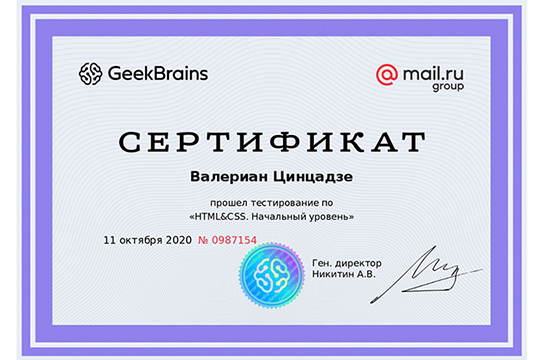 GeekBrains
@mail.ru
group
СЕРТИФИКАТ
Валериан Цинцадзе
прошел тестирование по
«HTML&CSS. Начальный уровень»
11 октября 2020 № 0987154
Ген. директор
Никитин А.В.